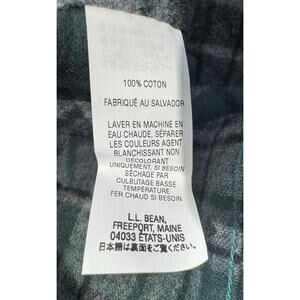 100% COTON
FABRIQUÉ AU SALVADOR
LAVER EN MACHINE EN
EAU CHAUDE, SÉPARER
LES COULEURS AGENT
BLANCHISSANT NON
DÉCOLORANT
UNIQUEMENT, SI BESOIN
SÉCHAGE PAR
CULBUTAGE BASSE
TEMPÉRATURE
FER CHAUD SI BESOIN
L.L. BEAN,
FREEPORT, MAINE
04033 ÉTATS-UNIS
日本語は裏面をご覧ください。